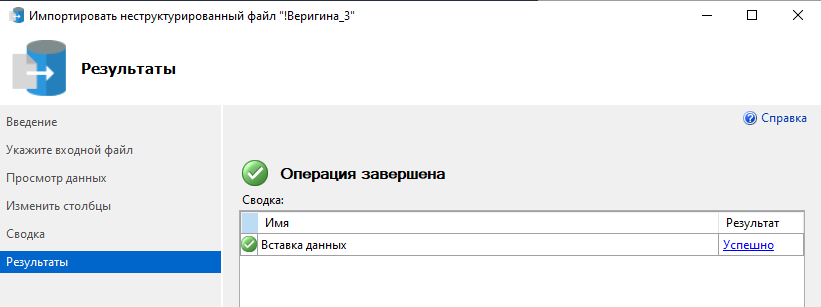 Импортировать неструктурированный файл "!Веригина_3"
Результаты
Справка
Введение
Укажите входной файл
Просмотр данных
Изменить столбцы
Сводка
Результаты
Операция завершена
Сводка:
Имя Результат
Вставка данных Успешно